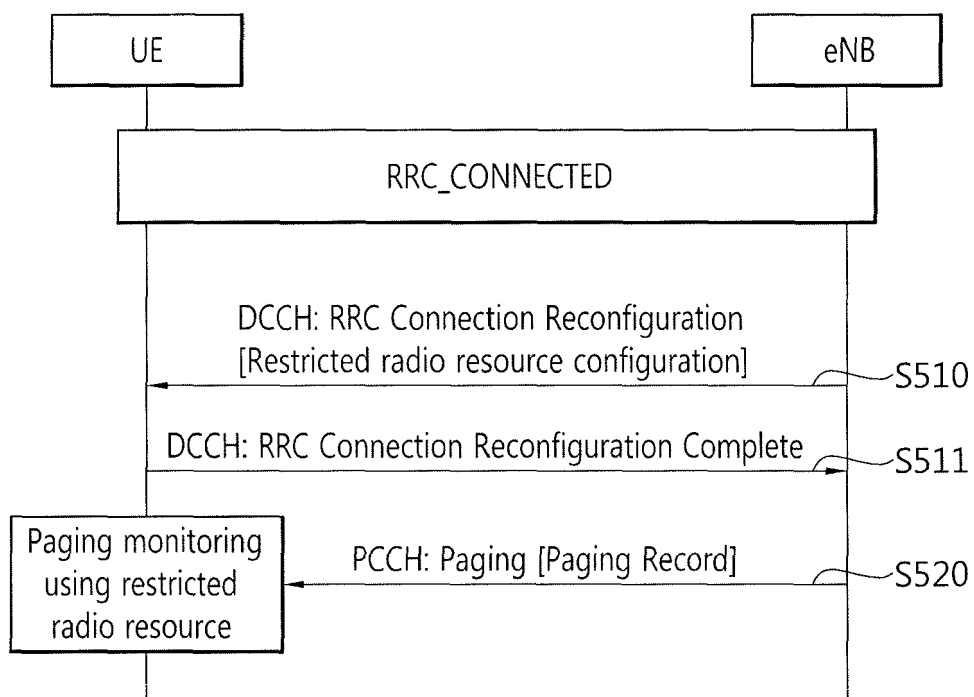 UE
eNB
RRC_CONNECTED
DCCH: RRC Connection Reconfiguration
[Restricted radio resource configuration]
S510
DCCH: RRC Connection Reconfiguration Complete
S511
Paging monitoring
using restricted
radio resource
PCCH: Paging [Paging Record]
S520